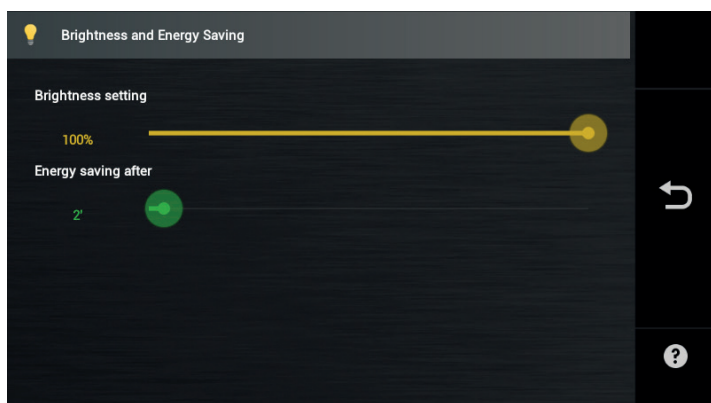 Brightness and Energy Saving
Brightness setting
100%
Energy saving after
2'
?